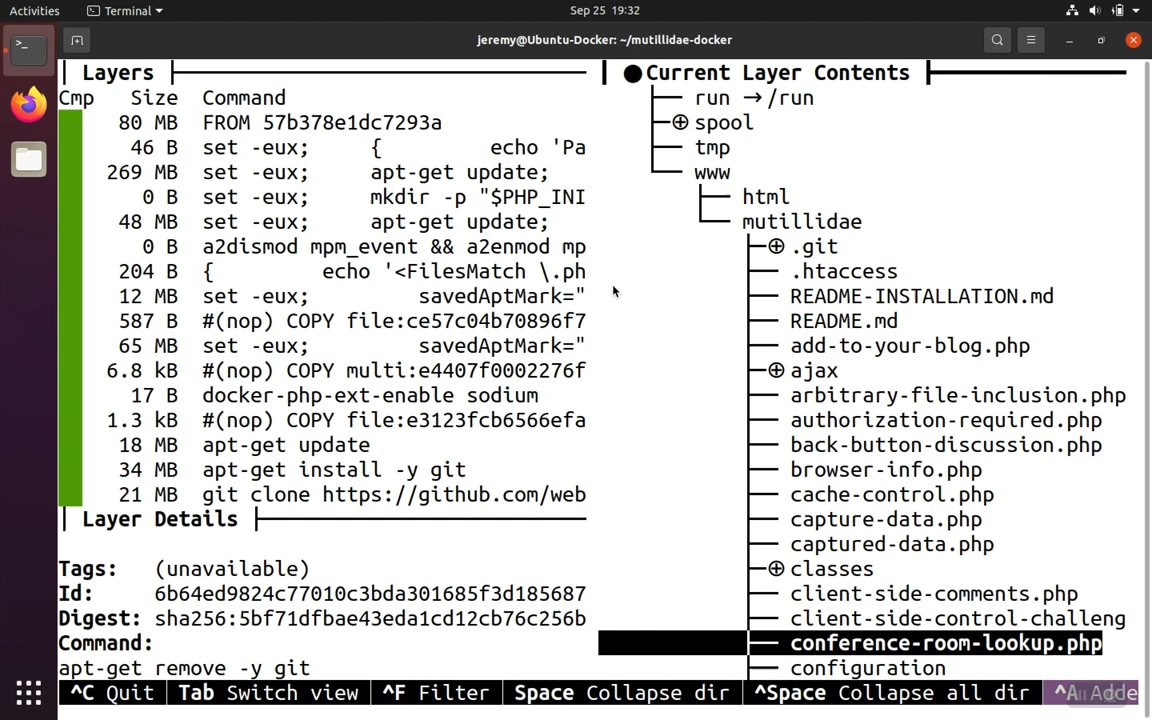 Activities
Terminal
Sep 25 19:32
jeremy@Ubuntu-Docker: ~/mutillidae-docker
Layers
Cmp Size Command
80 MB FROM 57b378e1dc7293a
46 B set -eux; { echo 'Pa
269 MB set -eux; apt-get update;
0 B set -eux; mkdir -p "$PHP_INI
48 MB set -eux; apt-get update;
0 B a2dismod mpm_event && a2enmod mp
204 B { echo '<FilesMatch \.ph
12 MB set -eux; savedAptMark="
587 B #(nop) COPY file:ce57c04b70896f7
65 MB set -eux; savedAptMark="
6.8 kB #(nop) COPY multi:e4407f0002276f
17 B docker-php-ext-enable sodium
1.3 kB #(nop) COPY file:e3123fcb6566efa
18 MB apt-get update
34 MB apt-get install -y git
21 MB git clone https://github.com/web
Layer Details
Tags: (unavailable)
Id: 6b64ed9824c77010c3bda301685f3d185687
Digest: sha256:5bf71dfbae43eda1cd12cb76c256b
Command:
apt-get remove -y git
Current Layer Contents
run → /run
spool
tmp
www
html
mutillidae
.git
.htaccess
README-INSTALLATION.md
README.md
add-to-your-blog.php
ajax
arbitrary-file-inclusion.php
authorization-required.php
back-button-discussion.php
browser-info.php
cache-control.php
capture-data.php
captured-data.php
classes
client-side-comments.php
client-side-control-challeng
conference-room-lookup.php
configuration
^C Quit Tab Switch view ^F Filter Space Collapse dir ^Space Collapse all dir ^A Adde